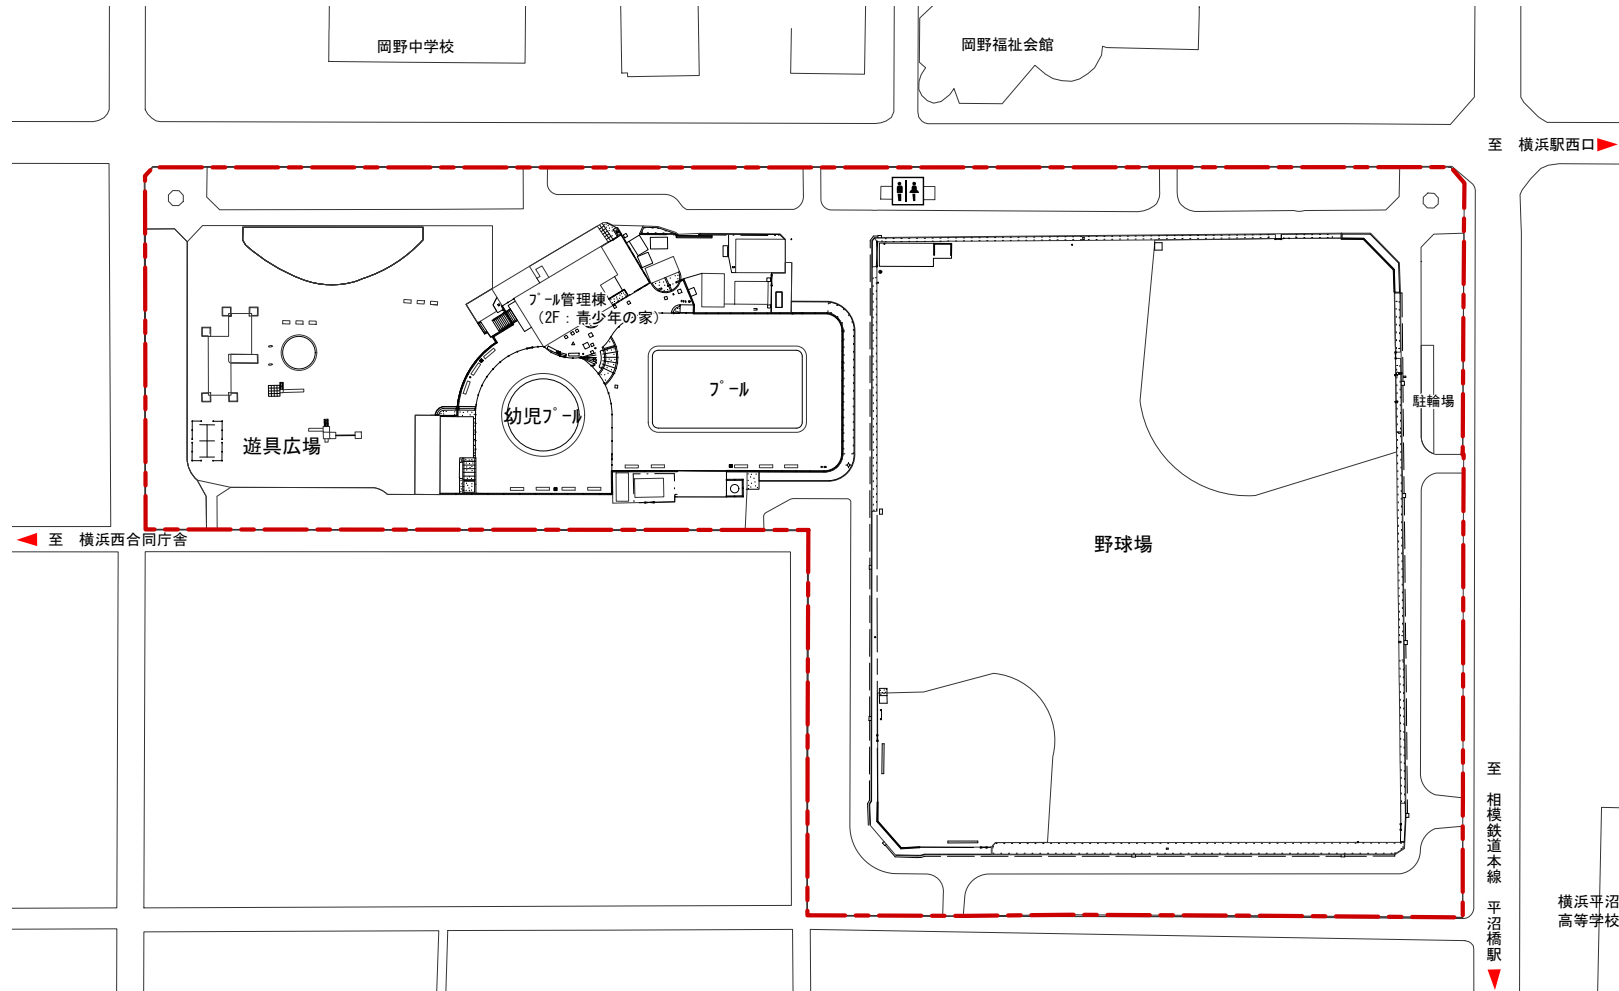 岡野中学校
岡野福祉会館
至　横浜駅西口
プール管理棟
（2F：青少年の家）
プール
幼児プール
駐輪場
遊具広場
至　横浜西合同庁舎
野球場
至　相模鉄道本線　平沼橋駅
横浜平沼
高等学校